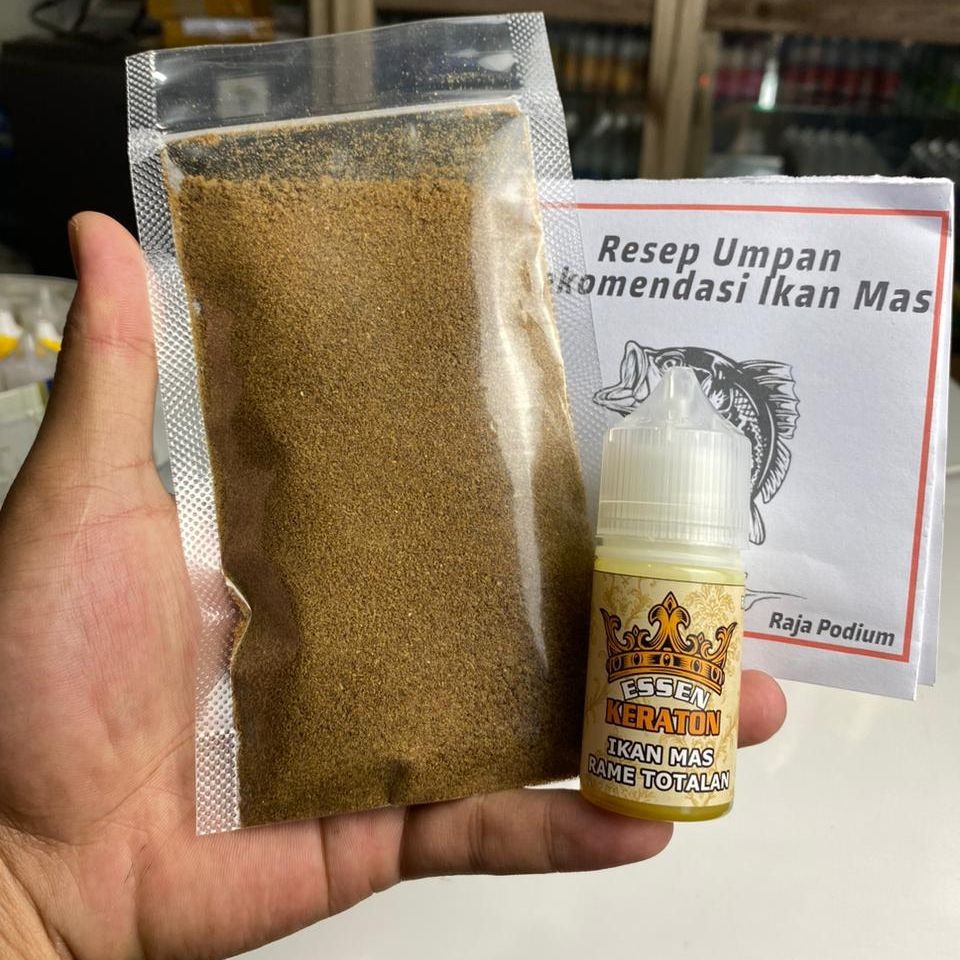 Resep Umpan
komendasi Ikan Mas
Raja Podium
ESSEN
KERATON
IKAN MAS
RAME TOTALAN